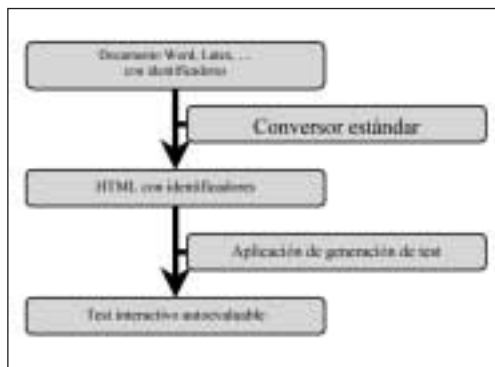 Documento Word, Latex, ...
con identificadores
Conversor estándar
HTML con identificadores
Aplicación de generación de test
Test interactivo autoevaluable